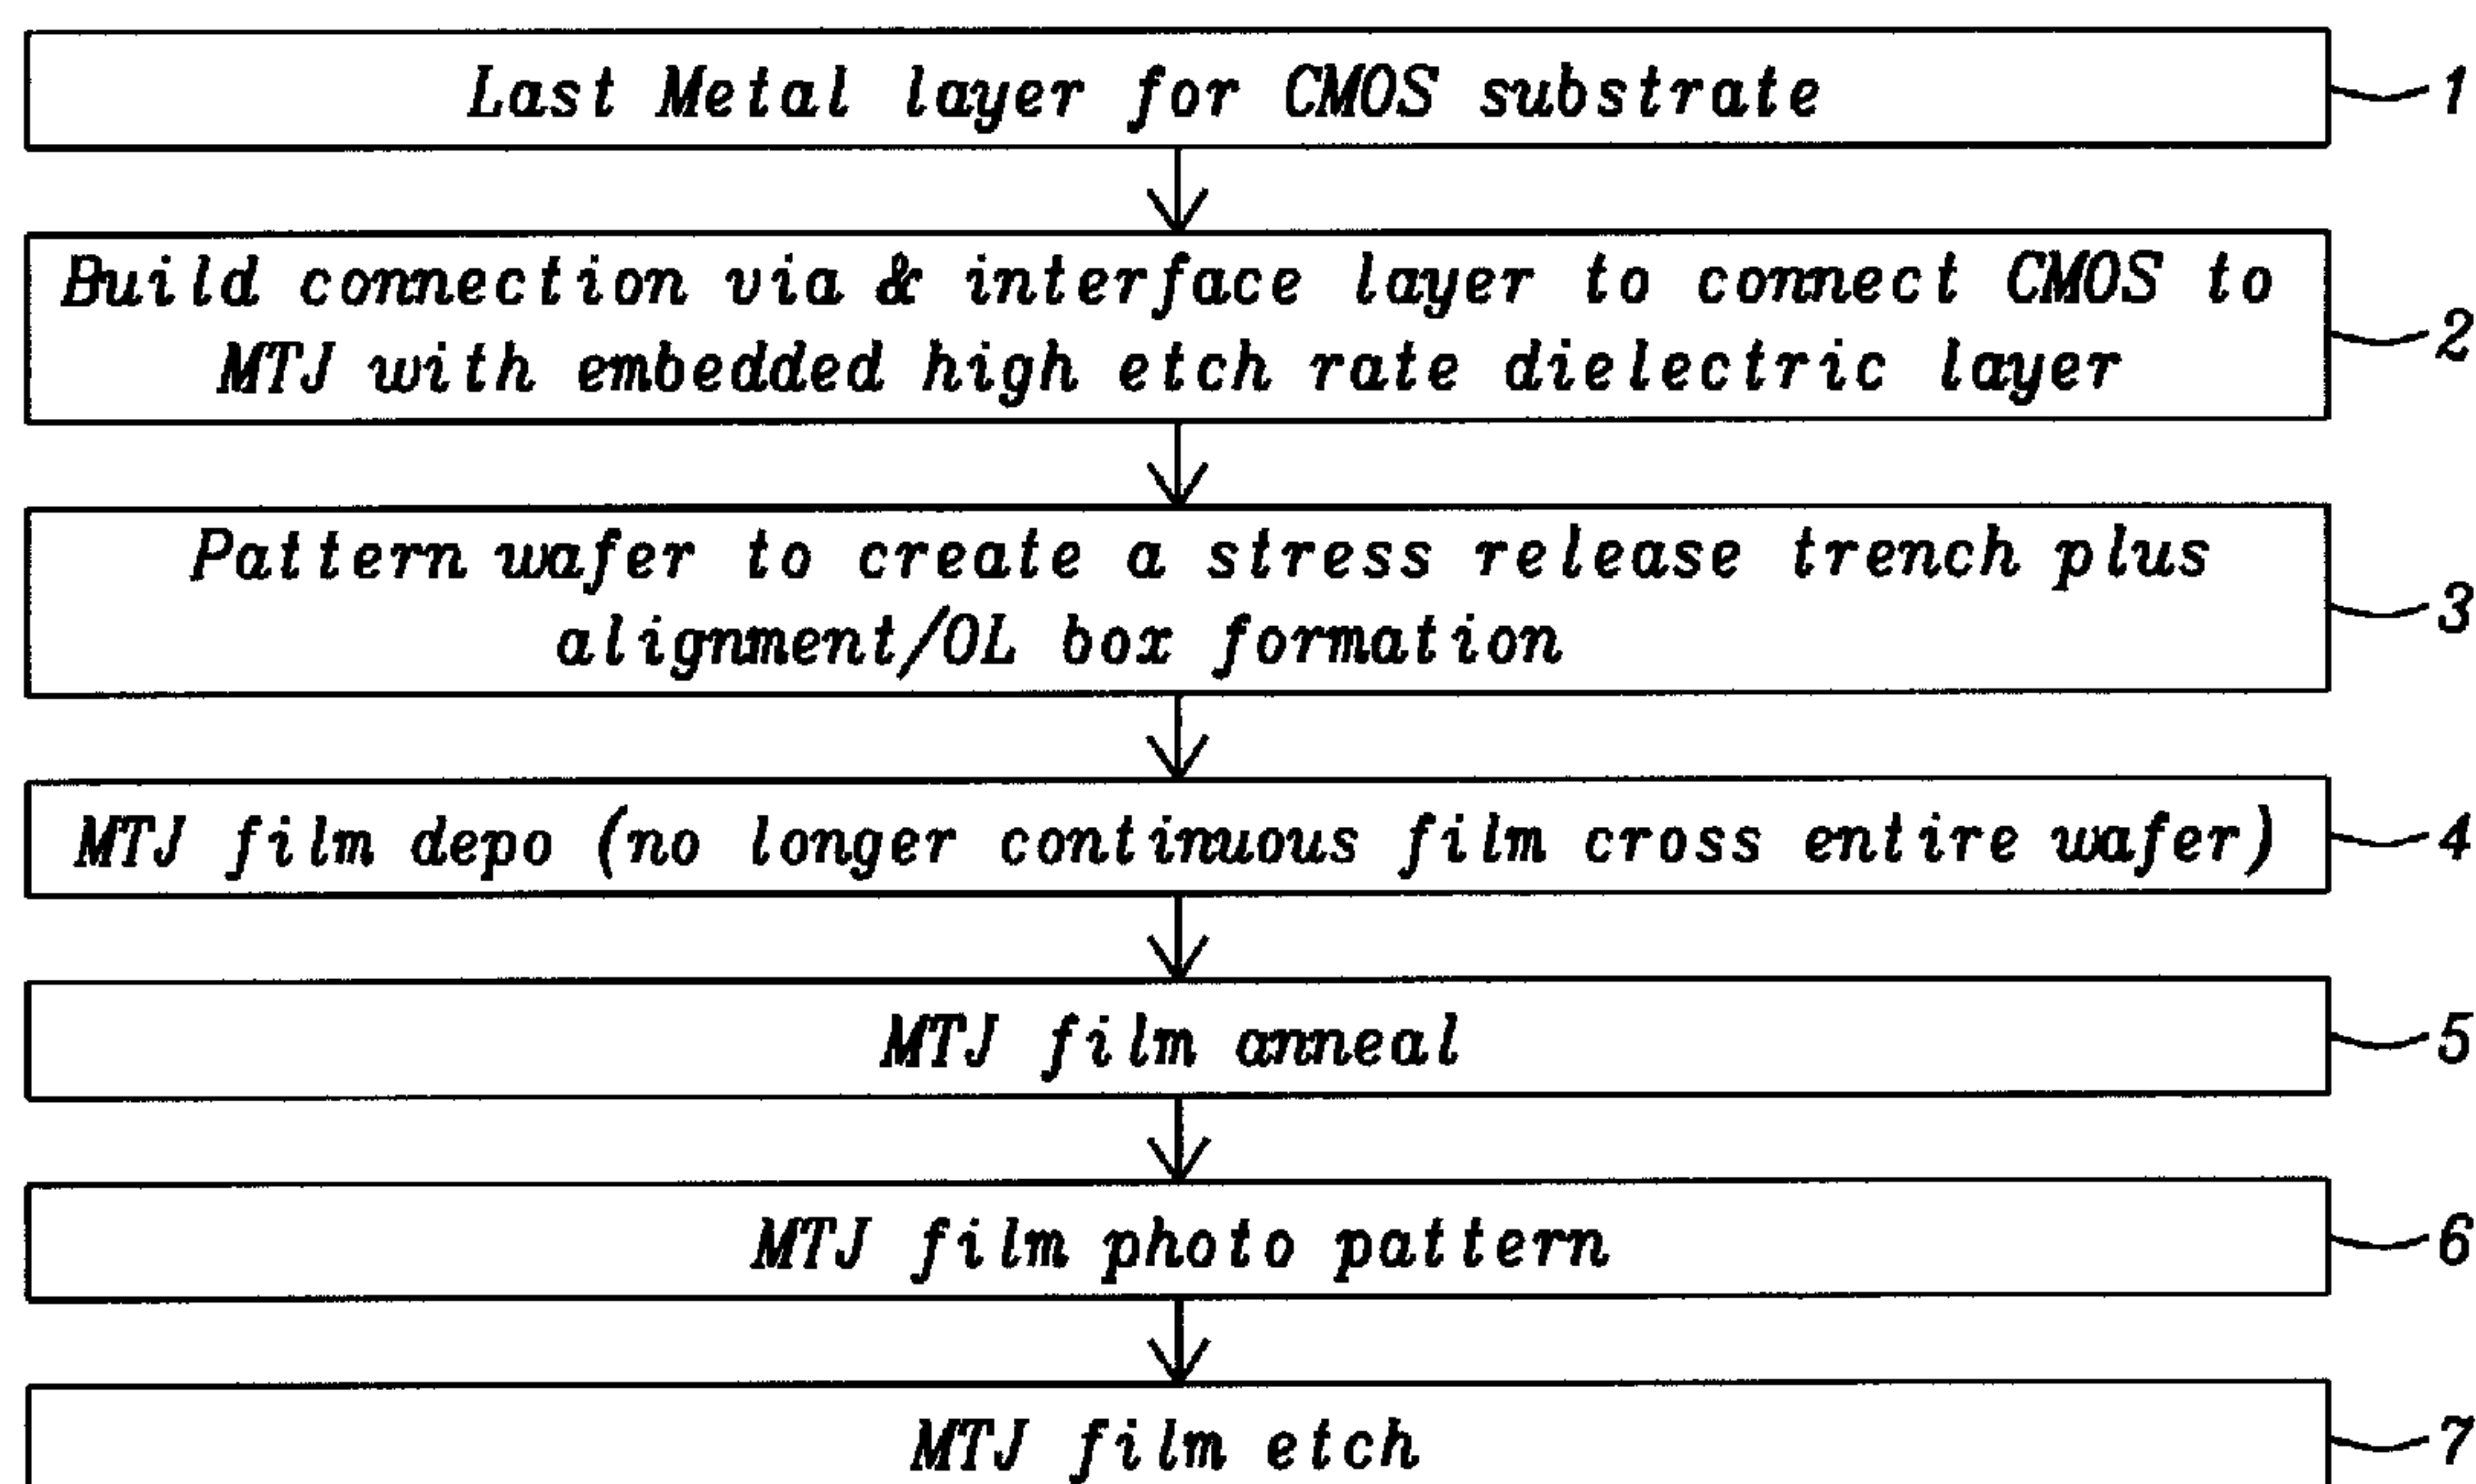 Last Metal layer for CMOS substrate
1
Build connection via & interface layer to connect CMOS to
MTJ with embedded high etch rate dielectric layer
2
Pattern wafer to create a stress release trench plus
alignment/OL box formation
3
MTJ film depo (no longer continuous film cross entire wafer)
4
MTJ film anneal
5
MTJ film photo pattern
6
MTJ film etch
7